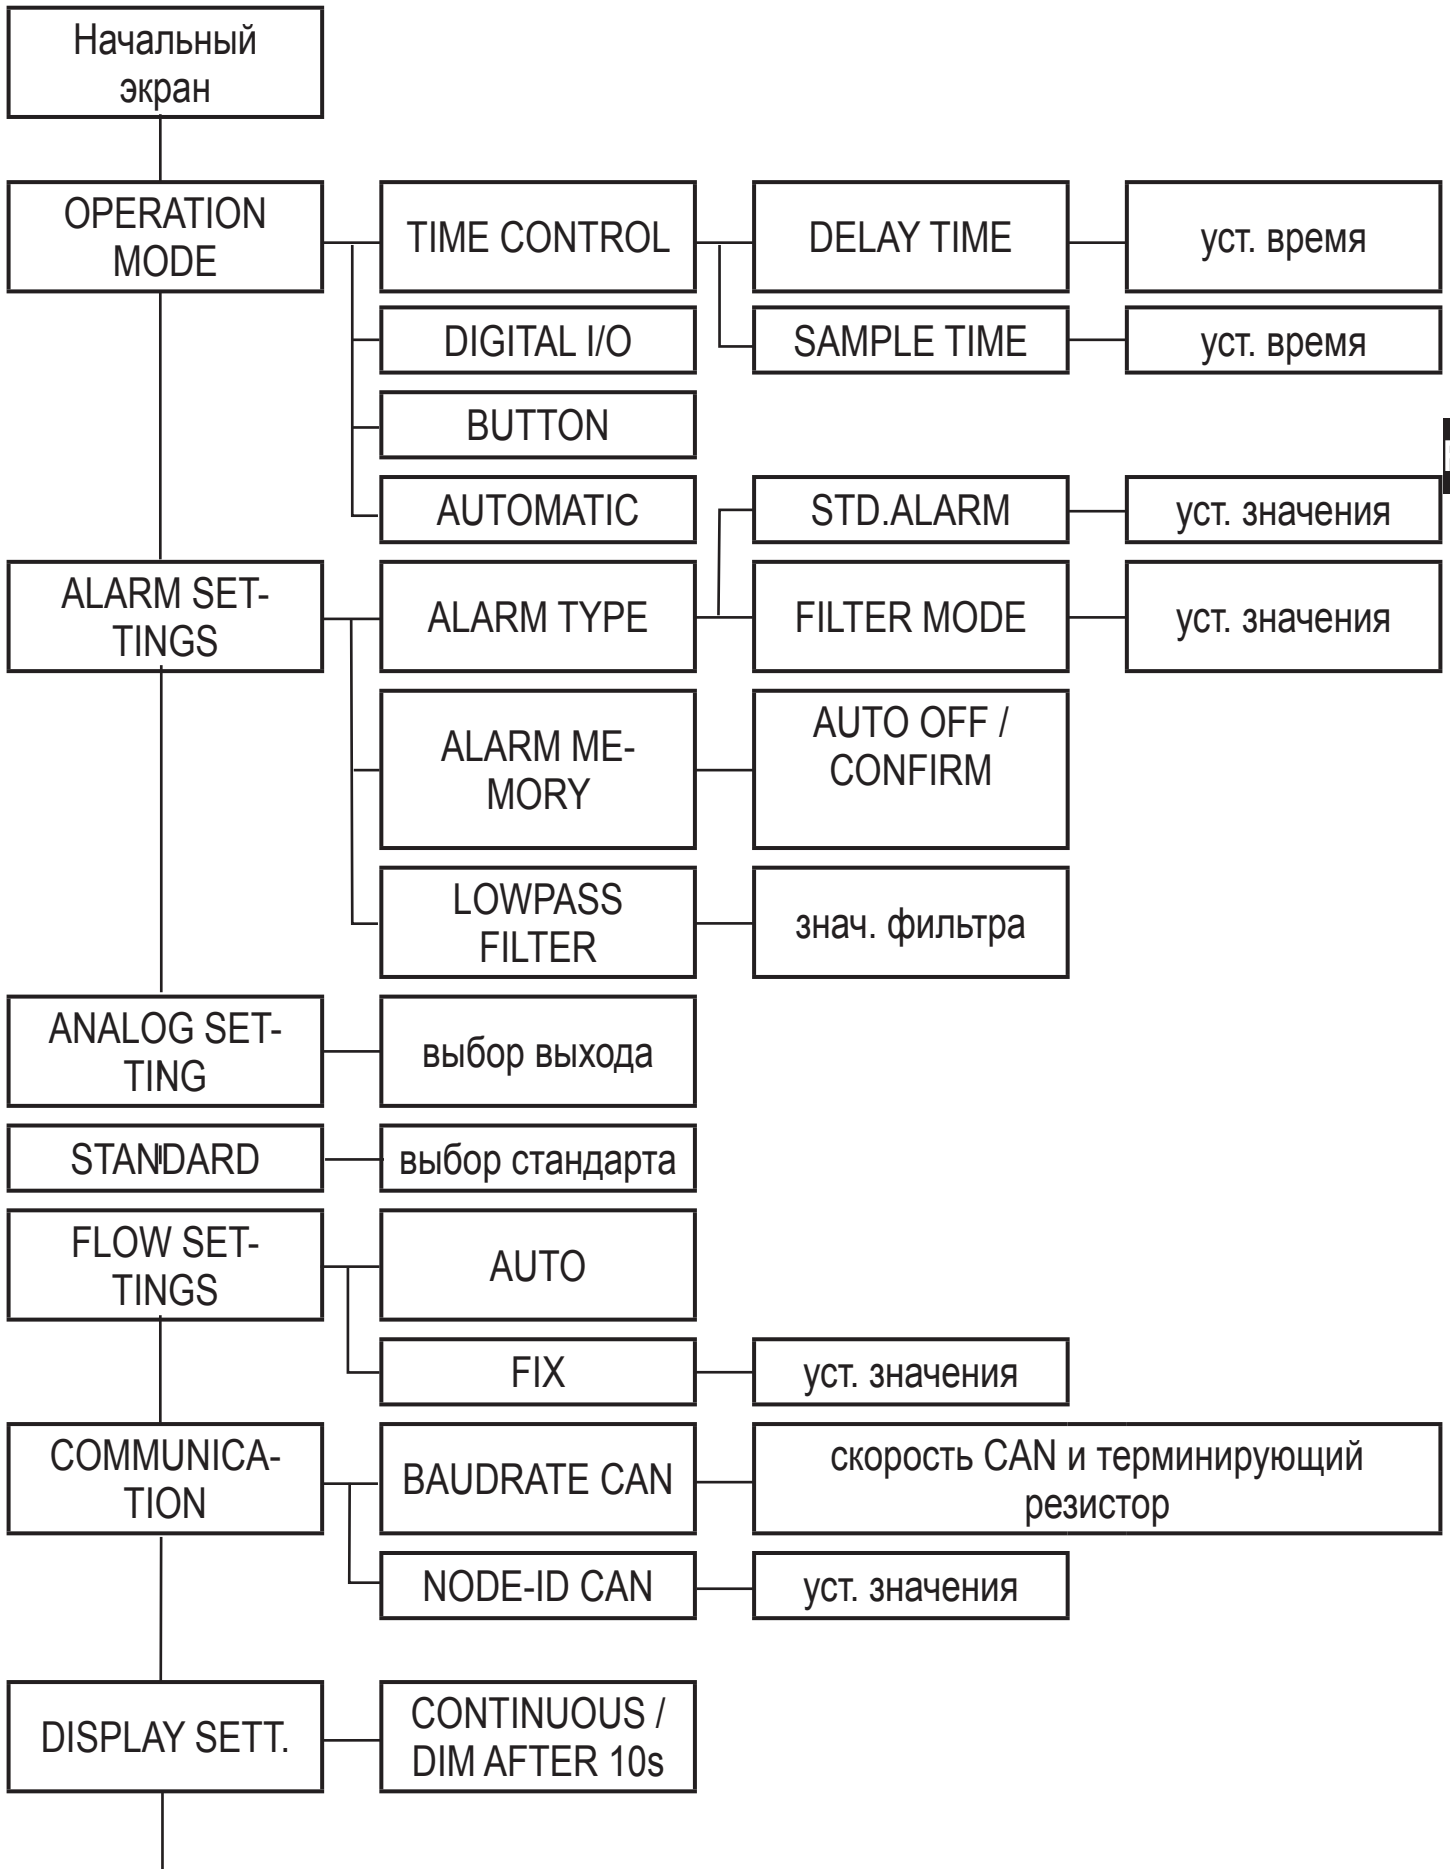 Начальный
экран
OPERATION
MODE
TIME CONTROL
DELAY TIME
уст. время
DIGITAL I/O
SAMPLE TIME
уст. время
BUTTON
AUTOMATIC
STD.ALARM
уст. значения
ALARM SET-
TINGS
ALARM TYPE
FILTER MODE
уст. значения
ALARM ME-
MORY
AUTO OFF /
CONFIRM
LOWPASS
FILTER
знач. фильтра
ANALOG SET-
TING
выбор выхода
STANDARD
выбор стандарта
FLOW SET-
TINGS
AUTO
FIX
уст. значения
COMMUNICA-
TION
BAUDRATE CAN
скорость CAN и терминирующий
резистор
NODE-ID CAN
уст. значения
DISPLAY SETT.
CONTINUOUS /
DIM AFTER 10s